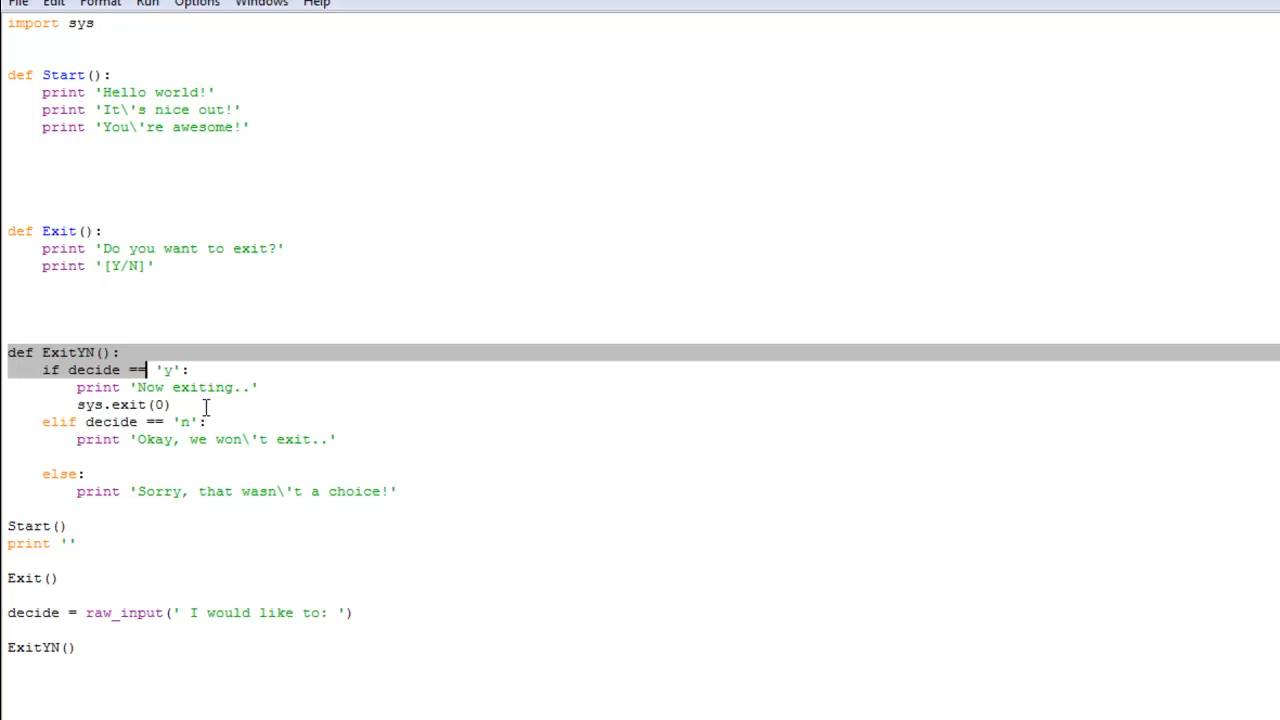 File Edit Format Run Options Windows Help
import sys
def Start():
    print 'Hello world!'
    print 'It\'s nice out!'
    print 'You\'re awesome!'
def Exit():
    print 'Do you want to exit?'
    print '[Y/N]'
def ExitYN():
    if decide == 'y':
        print 'Now exiting..'
        sys.exit(0)
    elif decide == 'n':
        print 'Okay, we won\'t exit..'
    else:
        print 'Sorry, that wasn\'t a choice!'
Start()
print ''
Exit()
decide = raw_input(' I would like to: ')
ExitYN()